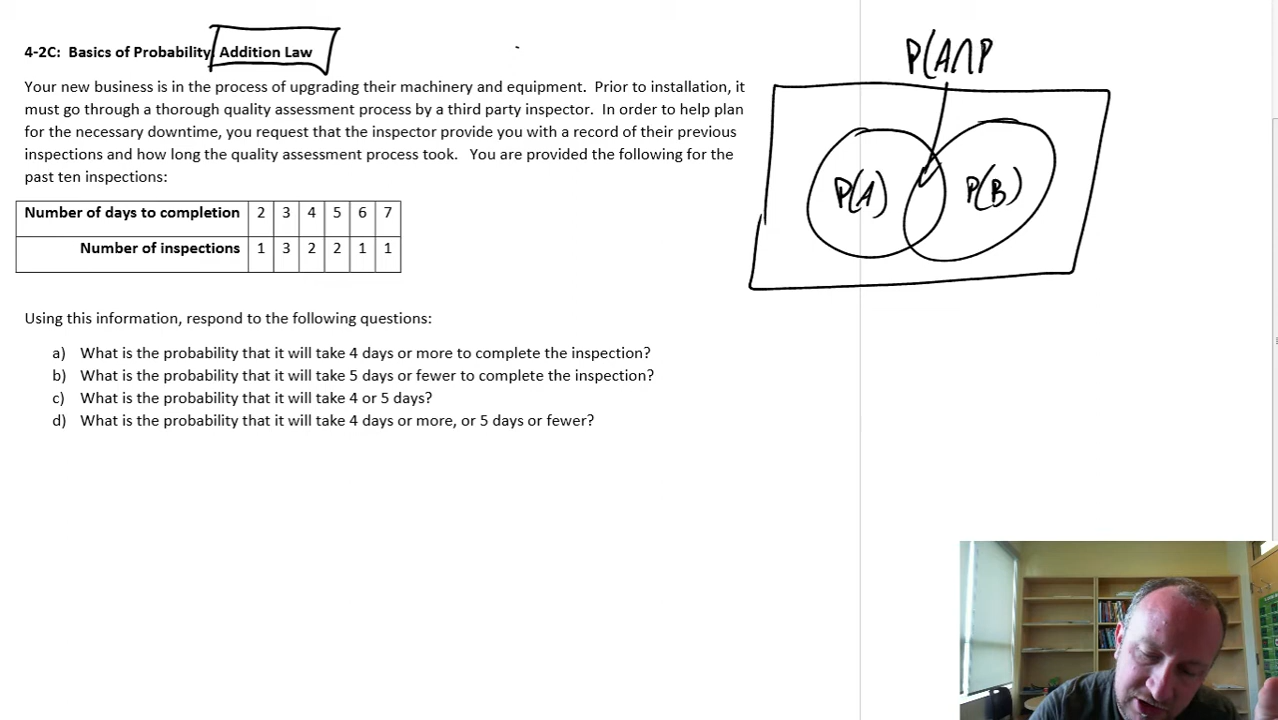 4-2C: Basics of Probability: Addition Law
Your new business is in the process of upgrading their machinery and equipment. Prior to installation, it
must go through a thorough quality assessment process by a third party inspector. In order to help plan
for the necessary downtime, you request that the inspector provide you with a record of their previous
inspections and how long the quality assessment process took. You are provided the following for the
past ten inspections:
Number of days to completion 2 3 4 5 6 7
Number of inspections 1 3 2 2 1 1
Using this information, respond to the following questions:
a) What is the probability that it will take 4 days or more to complete the inspection?
b) What is the probability that it will take 5 days or fewer to complete the inspection?
c) What is the probability that it will take 4 or 5 days?
d) What is the probability that it will take 4 days or more, or 5 days or fewer?
P(A∩P
P(A) P(B)